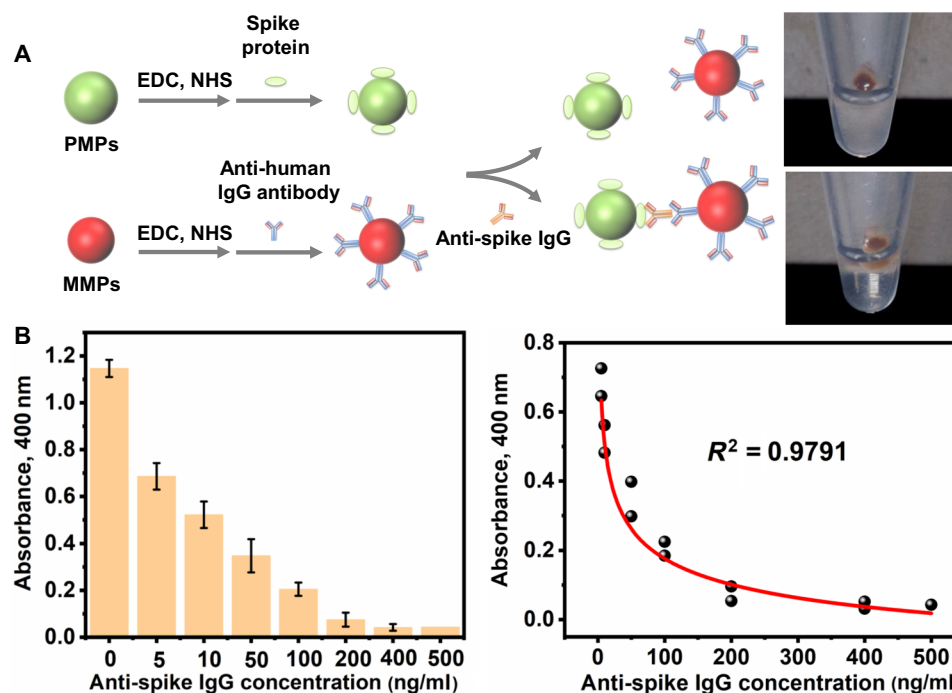 A
Spike
protein
EDC, NHS
PMPs
Anti-human
IgG antibody
EDC, NHS
Anti-spike IgG
MMPs
B
1.2
1.0
0.8
0.6
0.4
0.2
0.0
Absorbance, 400 nm
0 5 10 50 100 200 400 500
Anti-spike IgG concentration (ng/ml)
0.8
0.6
0.4
0.2
0.0
Absorbance, 400 nm
R² = 0.9791
0 100 200 300 400 500
Anti-spike IgG concentration (ng/ml)